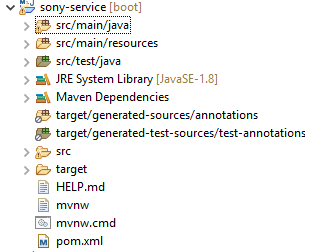 sony-service [boot]
src/main/java
src/main/resources
src/test/java
JRE System Library [JavaSE-1.8]
Maven Dependencies
target/generated-sources/annotations
target/generated-test-sources/test-annotations
src
target
HELP.md
mvnw
mvnw.cmd
pom.xml